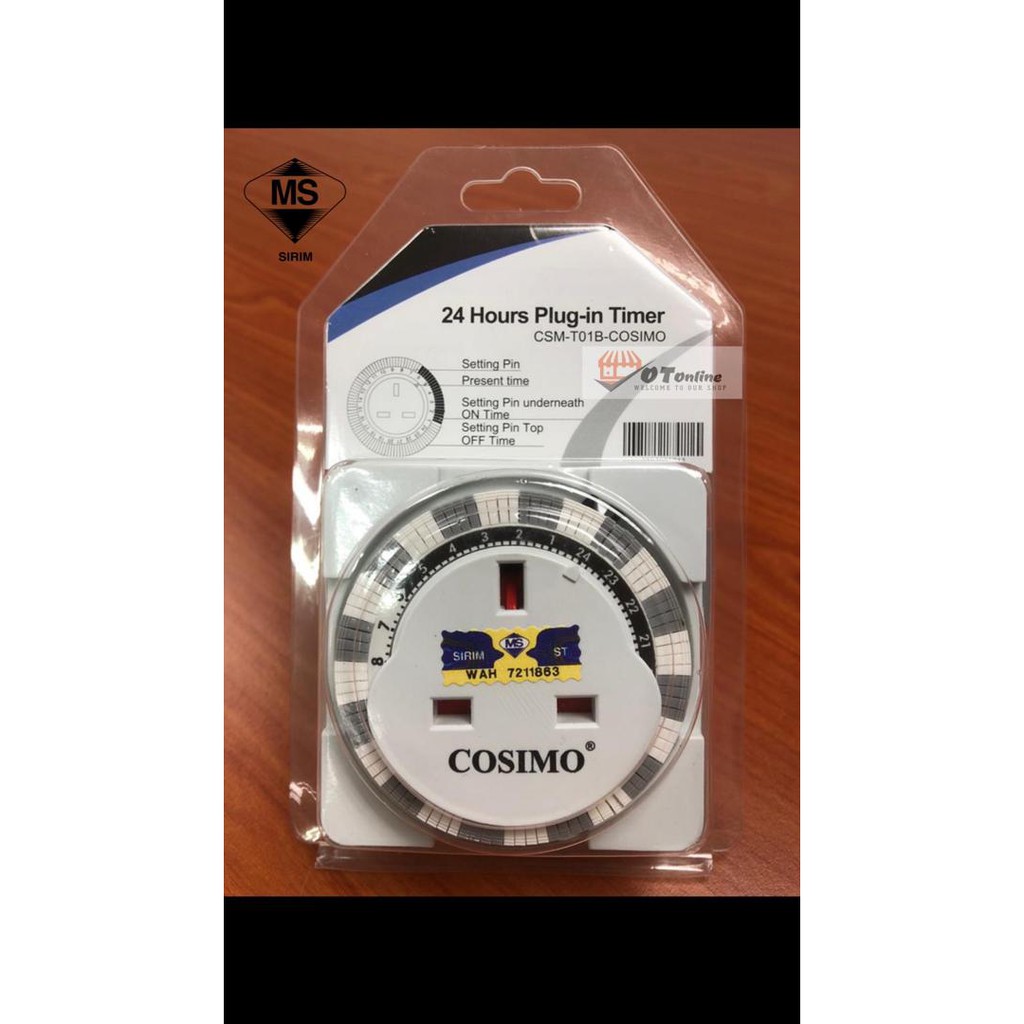 MS
SIRIM
24 Hours Plug-in Timer
CSM-T01B-COSIMO
OT online
WELCOME TO OUR SHOP
Setting Pin
Present time
Setting Pin underneath
ON Time
Setting Pin Top
OFF Time
8 7 6 5 4 3 2 1 24 23 22 21
MS
SIRIM ST
WAH 7211863
COSIMO®